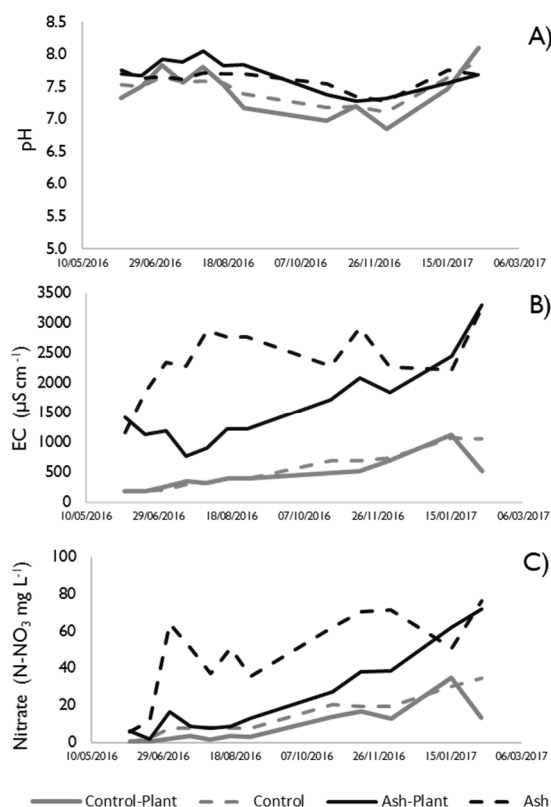 A)
8.5
8.0
7.5
7.0
6.5
6.0
5.5
5.0
pH
10/05/2016 29/06/2016 18/08/2016 07/10/2016 26/11/2016 15/01/2017 06/03/2017
B)
3500
3000
2500
2000
1500
1000
500
0
EC (µS cm -1)
10/05/2016 29/06/2016 18/08/2016 07/10/2016 26/11/2016 15/01/2017 06/03/2017
C)
100
80
60
40
20
0
Nitrate (N-NO3 mg L-1)
10/05/2016 29/06/2016 18/08/2016 07/10/2016 26/11/2016 15/01/2017 06/03/2017
Control-Plant Control Ash-Plant Ash